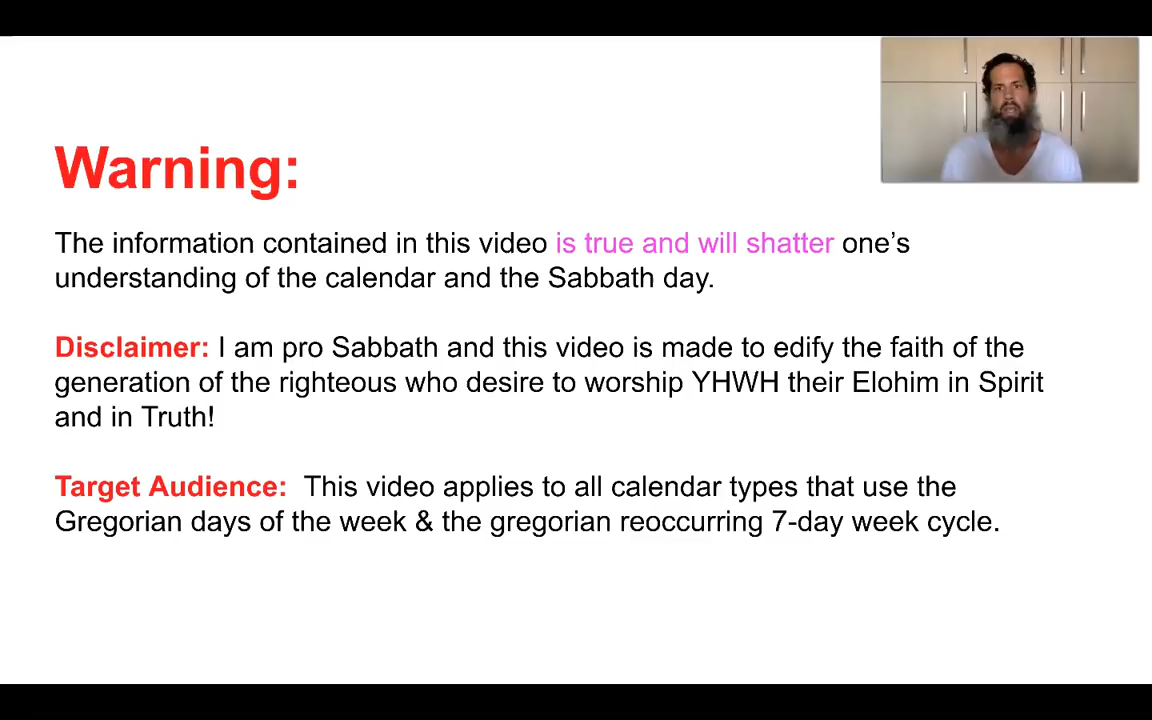 Warning:
The information contained in this video is true and will shatter one’s
understanding of the calendar and the Sabbath day.
Disclaimer: I am pro Sabbath and this video is made to edify the faith of the
generation of the righteous who desire to worship YHWH their Elohim in Spirit
and in Truth!
Target Audience:  This video applies to all calendar types that use the
Gregorian days of the week & the gregorian reoccurring 7-day week cycle.